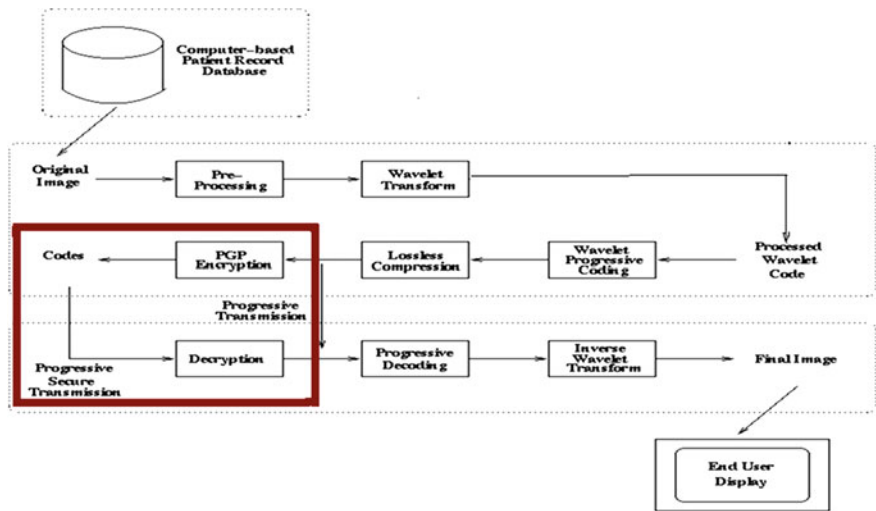 Computer-based
Patient Record
Database
Original
Image
Pre-
Processing
Wavelet
Transform
Codes
PGP
Encryption
Lossless
Compression
Wavelet
Progressive
Coding
Processed
Wavelet
Code
Progressive
Transmission
Progressive
Secure
Transmission
Decryption
Progressive
Decoding
Inverse
Wavelet
Transform
Final Image
End User
Display